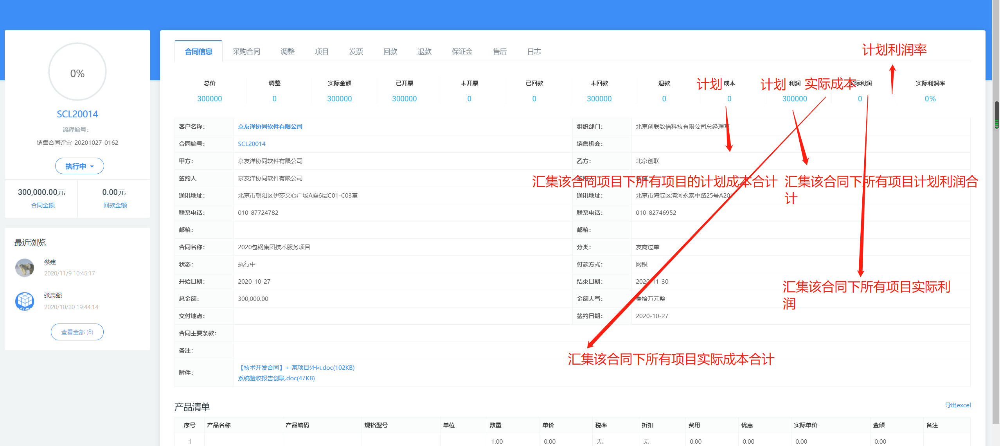 0%
SCL20014
流程编号：
销售合同评审-20201027-0162
执行中
300,000.00元
合同金额
0.00元
回款金额
最近浏览
蔡建
2020/11/9 10:45:17
张忠强
2020/10/30 19:44:14
查看全部 (8)
合同信息 采购合同 调整 项目 发票 回款 退款 保证金 售后 日志
计划利润率
总价 调整 实际金额 已开票 未开票 已回款 未回款 退款 计划 成本 计划 利润 实际成本 实际利润 实际利润率
300000 0 300000 300000 0 0 300000 0 0 300000 0 0%
客户名称： 京友洋协同软件有限公司 组织部门： 北京创联致信科技有限公司总经理室
合同编号： SCL20014 销售机会：
甲方： 京友洋协同软件有限公司 乙方： 北京创联
签约人 京友洋协同软件有限公司 签约人 蔡建
汇集该合同项目下所有项目的计划成本合计
汇集该合同下所有项目计划利润合
计
通讯地址： 北京市朝阳区伊莎文心广场A座6层C01-C03室 通讯地址： 北京市海淀区清河永泰中路25号A201
联系电话： 010-87724782 联系电话： 010-82746952
邮箱： 邮箱：
合同名称： 2020包钢集团技术服务项目 分类： 友商过单
状态： 执行中 付款方式： 网银
开始日期： 2020-10-27 结束日期： 2020-11-30
汇集该合同下所有项目实际利
润
总金额： 300,000.00 金额大写： 叁拾万元整
交付地点： 签约日期： 2020-10-27
合同主要条款：
备注：
汇集该合同下所有项目实际成本合计
附件：
【技术开发合同】+-某项目外包.doc(102KB)
系统验收报告创联.doc(47KB)
产品清单 导出excel
序号 产品名称 产品编码 规格型号 单位 数量 单价 税率 折扣 费用 优惠 实际单价 金额 备注
1 1.00 0.00 无 无 0.00 0.00 0.00 0.00